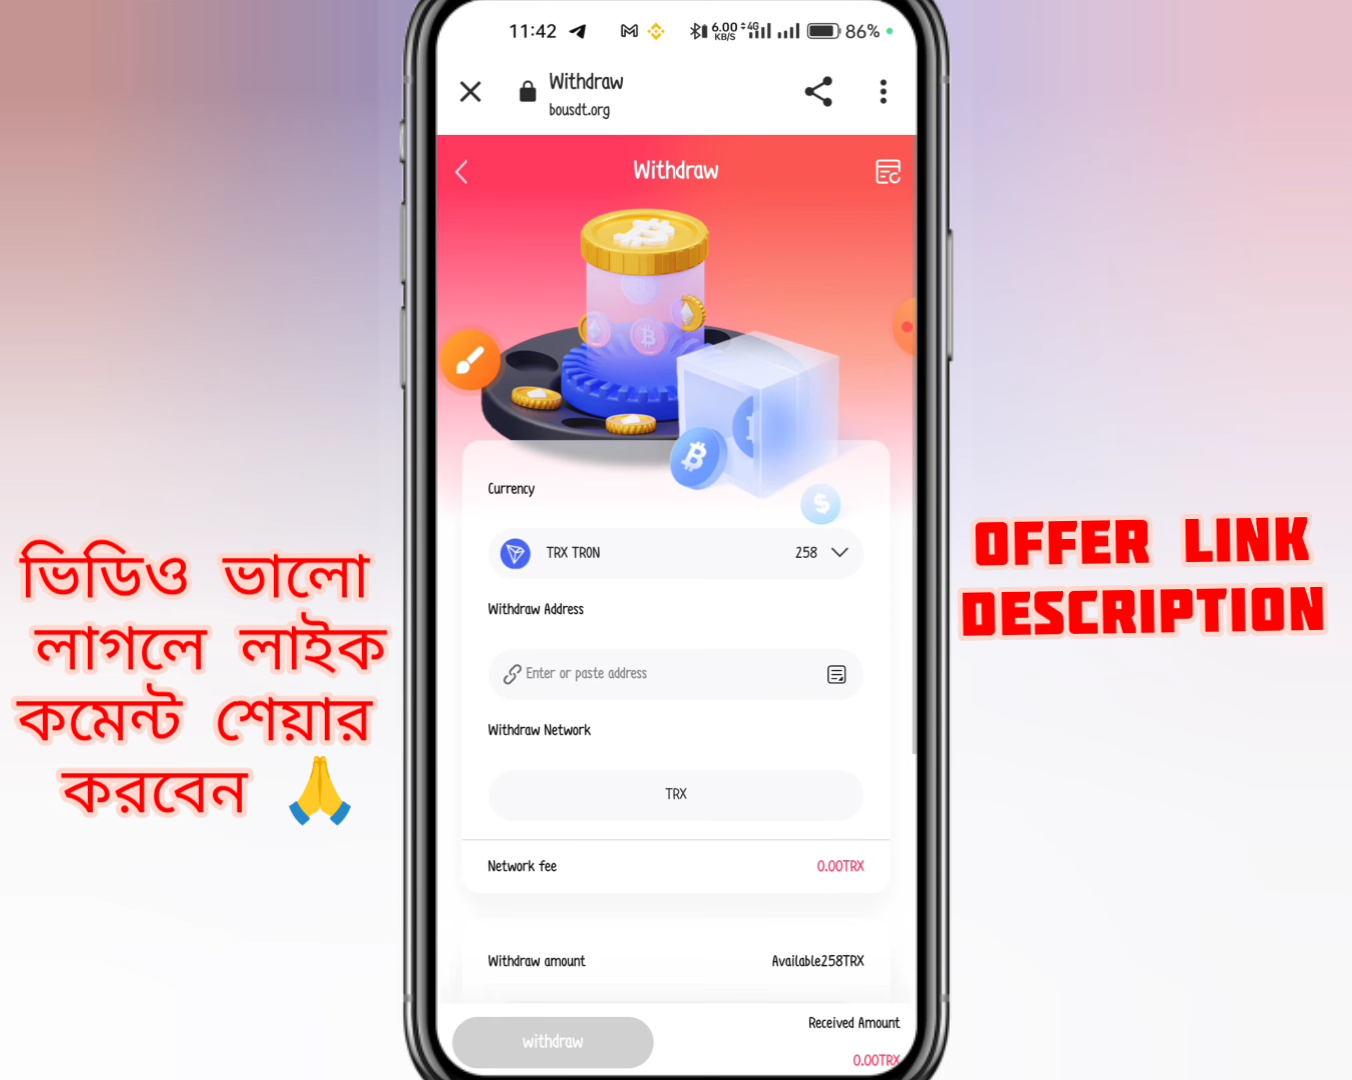 11:42
6.00 KB/S
4G
86%
Withdraw
bousdt.org
Withdraw
Currency
TRX TRON
258
Withdraw Address
Enter or paste address
Withdraw Network
TRX
Network fee
0.00TRX
Withdraw amount
Available258TRX
withdraw
Received Amount
0.00TRX
ভিডিও ভালো
লাগলে লাইক
কমেন্ট শেয়ার
করবেন 🙏
OFFER LINK
DESCRIPTION